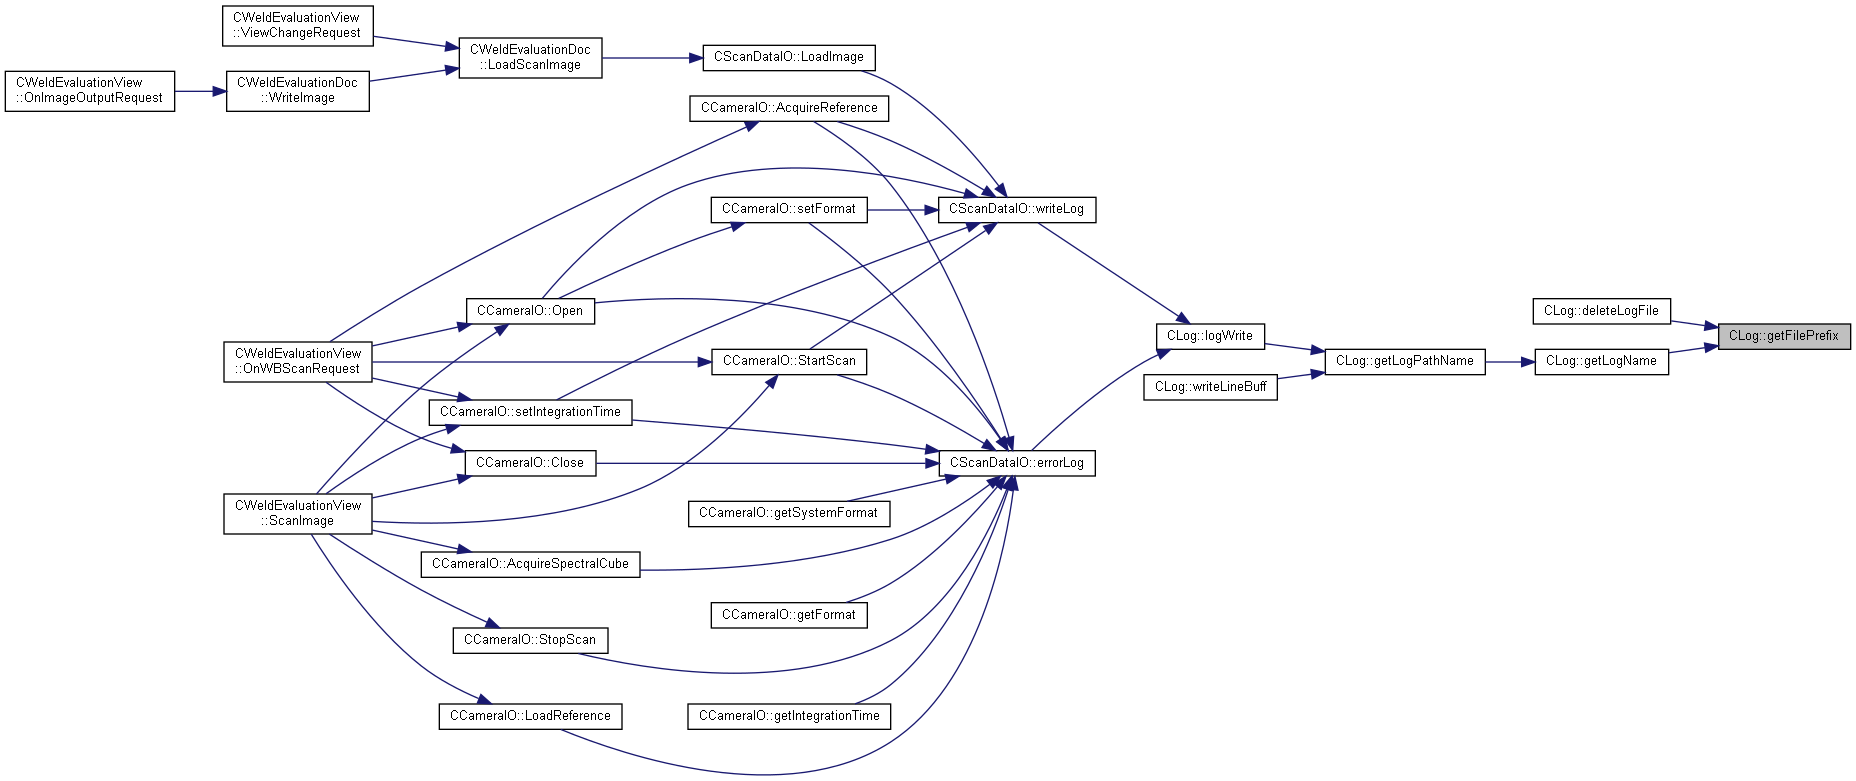 CWeldEvaluationView
::ViewChangeRequest
CWeldEvaluationDoc
::LoadScanImage
CScanDataIO::LoadImage
CWeldEvaluationView
::OnImageOutputRequest
CWeldEvaluationDoc
::WriteImage
CCameraIO::AcquireReference
CCameraIO::setFormat
CScanDataIO::writeLog
CCameraIO::Open
CLog::deleteLogFile
CLog::logWrite
CLog::getFilePrefix
CWeldEvaluationView
::OnWBScanRequest
CCameraIO::StartScan
CLog::getLogPathName
CLog::getLogName
CLog::writeLineBuff
CCameraIO::setIntegrationTime
CCameraIO::Close
CScanDataIO::errorLog
CWeldEvaluationView
::ScanImage
CCameraIO::getSystemFormat
CCameraIO::AcquireSpectralCube
CCameraIO::getFormat
CCameraIO::StopScan
CCameraIO::LoadReference
CCameraIO::getIntegrationTime